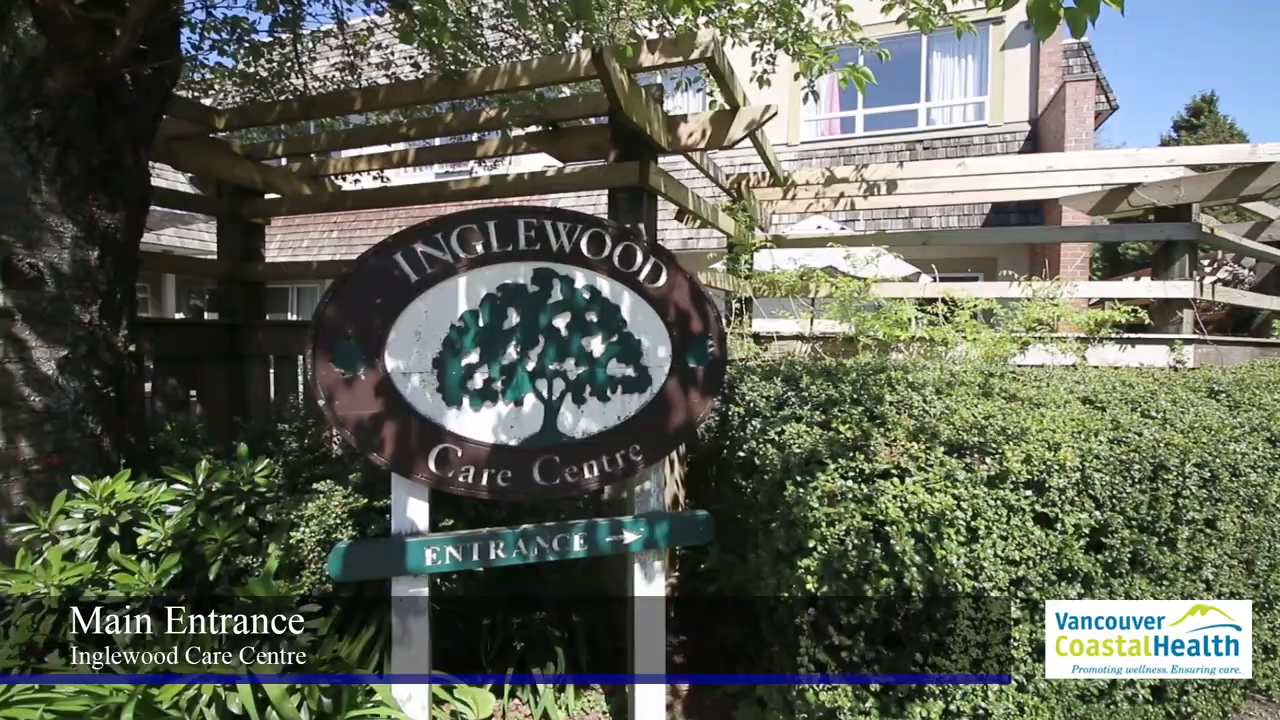 INGLEWOOD
Care Centre
ENTRANCE →
Main Entrance
Inglewood Care Centre
Vancouver
CoastalHealth
Promoting wellness. Ensuring care.